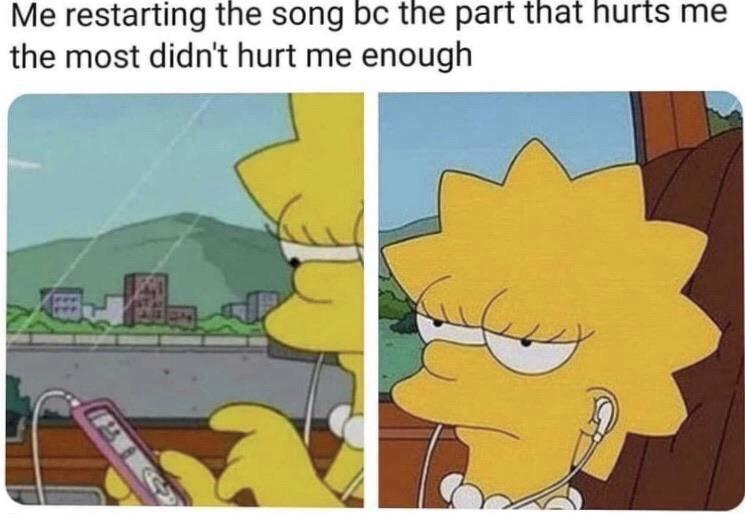 Me restarting the song bc the part that hurts me
the most didn't hurt me enough